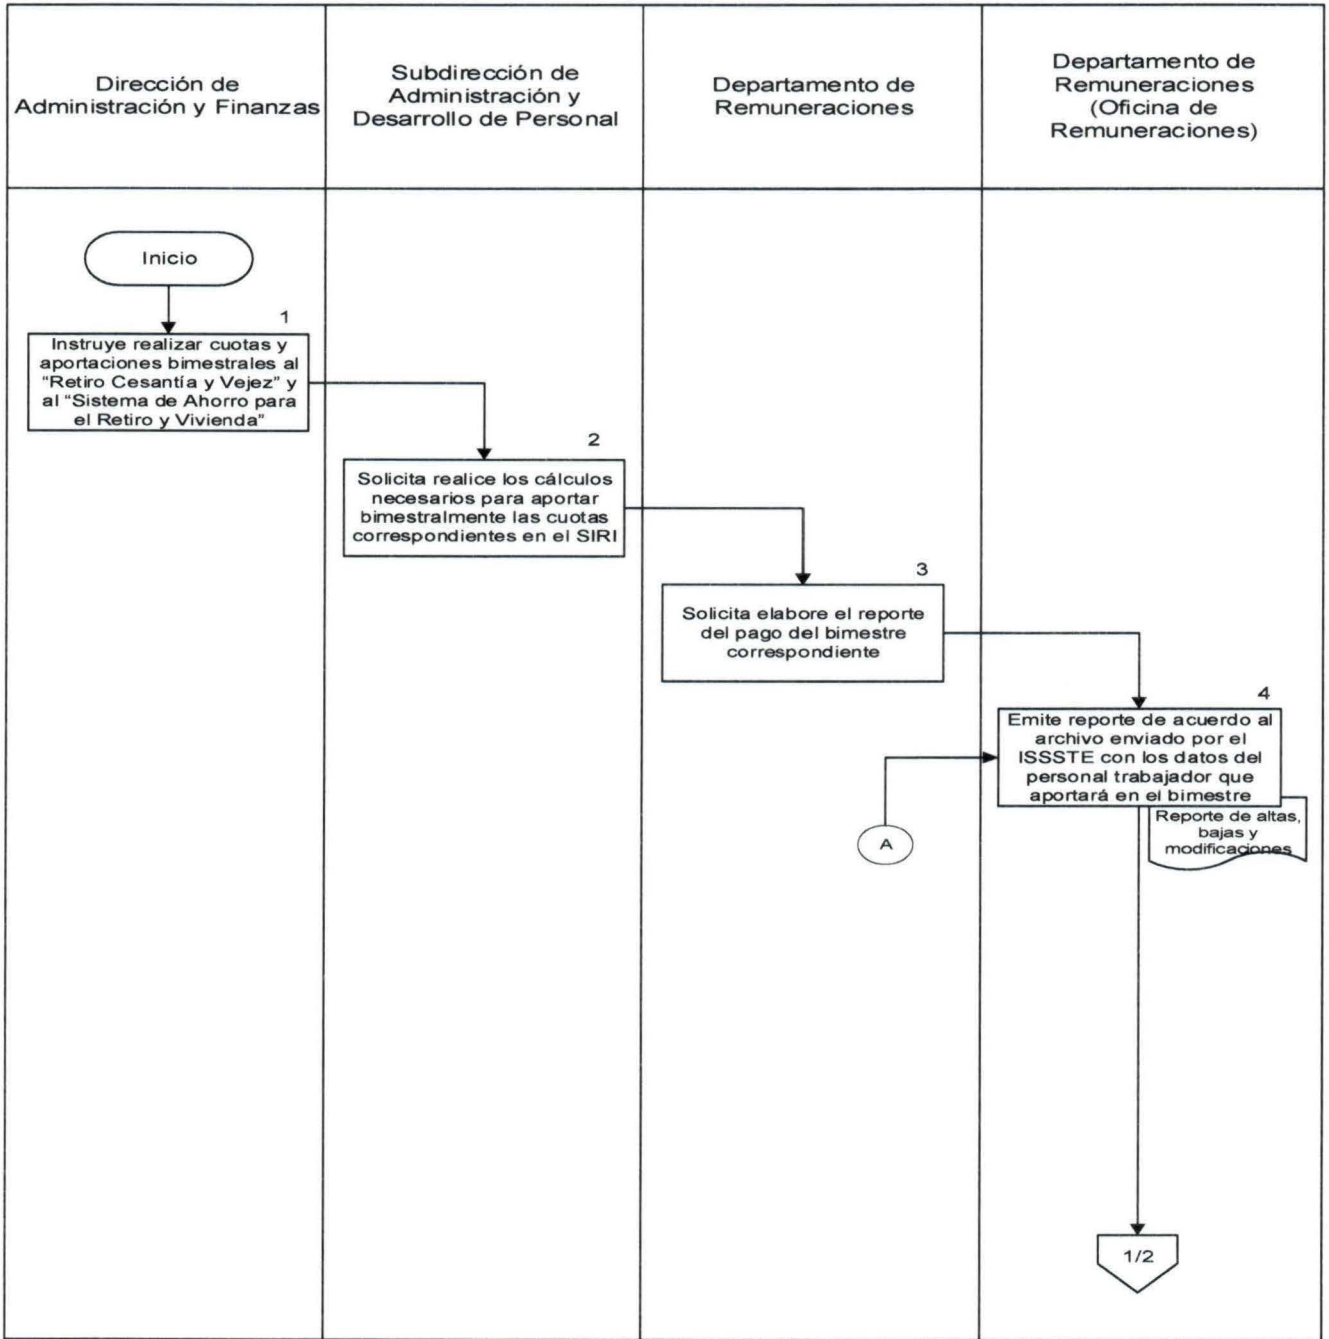 Dirección de
Administración y Finanzas
Subdirección de
Administración y
Desarrollo de Personal
Departamento de
Remuneraciones
Departamento de
Remuneraciones
(Oficina de
Remuneraciones)
Inicio
1
Instruye realizar cuotas y
aportaciones bimestrales al
“Retiro Cesantía y Vejez” y
al “Sistema de Ahorro para
el Retiro y Vivienda”
2
Solicita realice los cálculos
necesarios para aportar
bimestralmente las cuotas
correspondientes en el SIRI
3
Solicita elabore el reporte
del pago del bimestre
correspondiente
4
Emite reporte de acuerdo al
archivo enviado por el
ISSSTE con los datos del
personal trabajador que
aportará en el bimestre
Reporte de altas,
bajas y
modificaciones
A
1/2